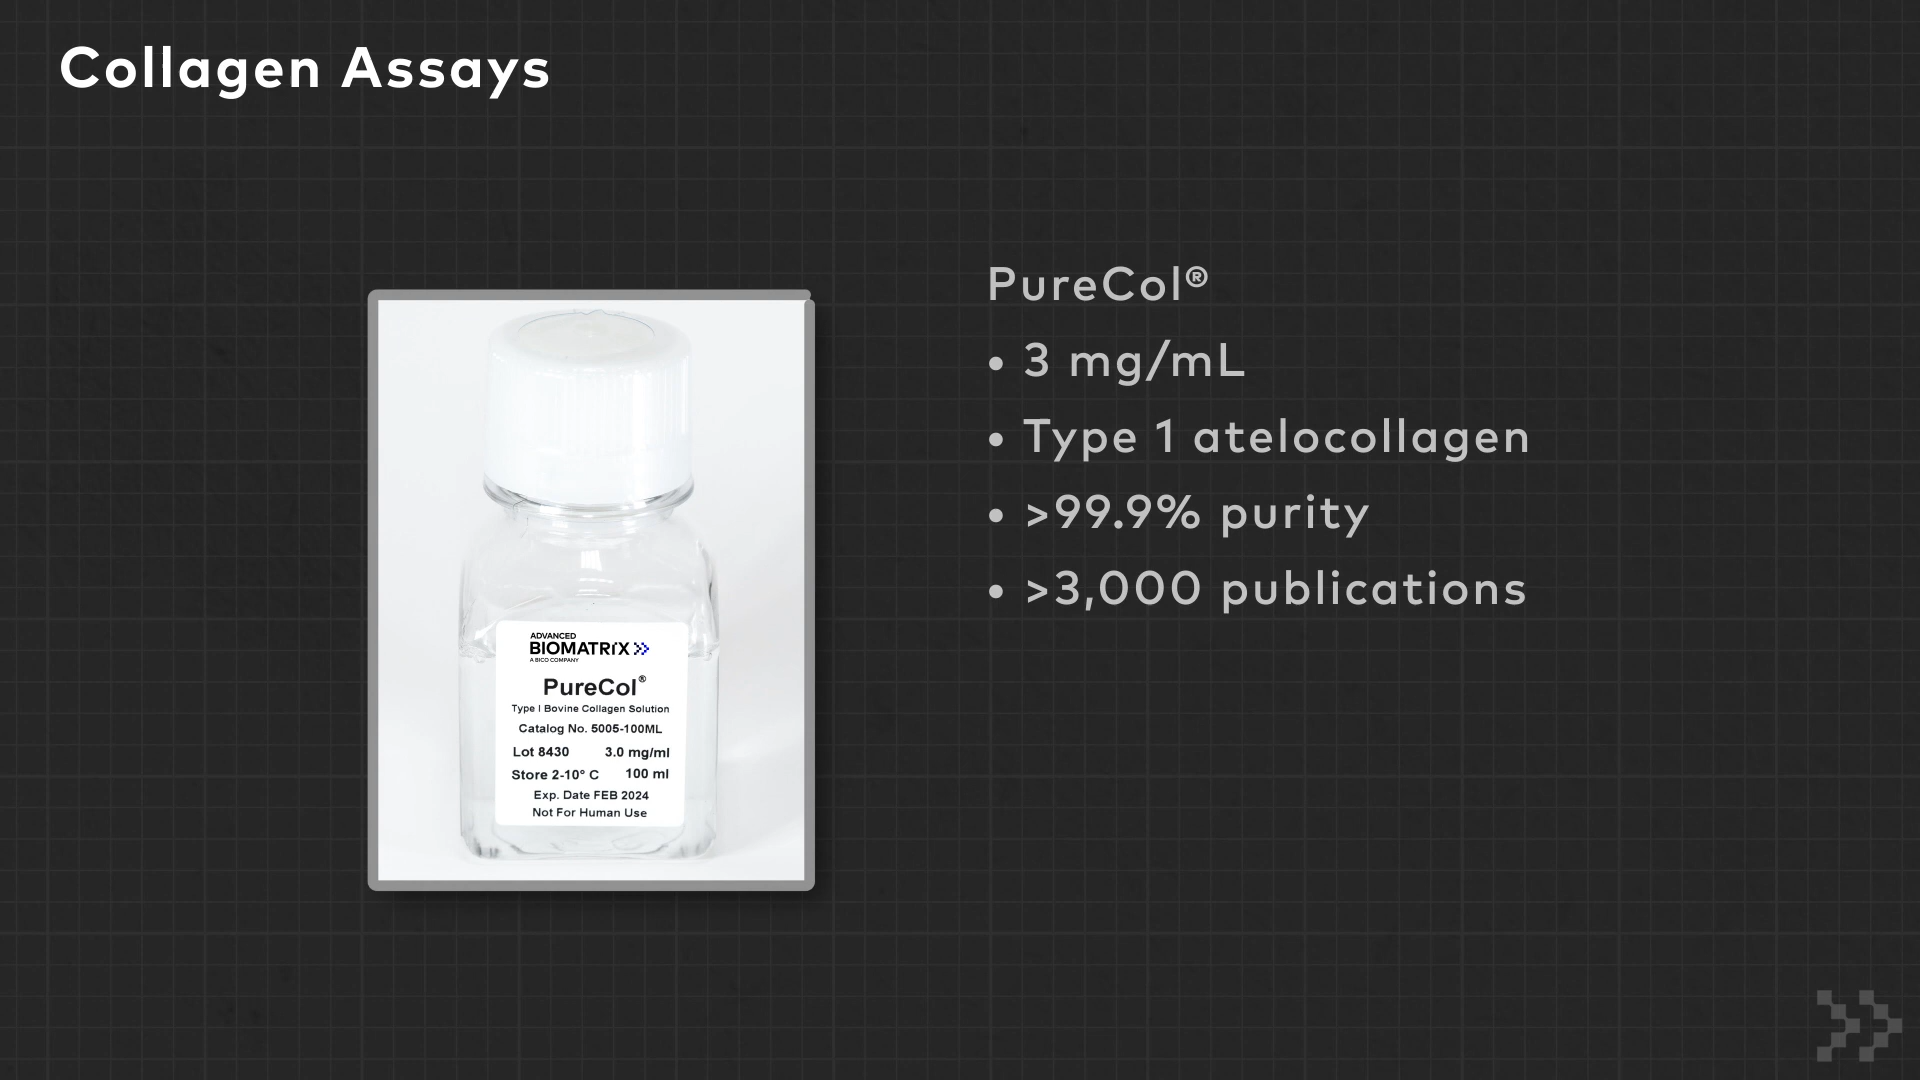 Collagen Assays
PureCol®
• 3 mg/mL
• Type 1 atelocollagen
• >99.9% purity
• >3,000 publications
ADVANCED
BIOMATRIX
A BICO COMPANY
PureCol®
Type I Bovine Collagen Solution
Catalog No. 5005-100ML
Lot 8430 3.0 mg/ml
Store 2-10° C 100 ml
Exp. Date FEB 2024
Not For Human Use